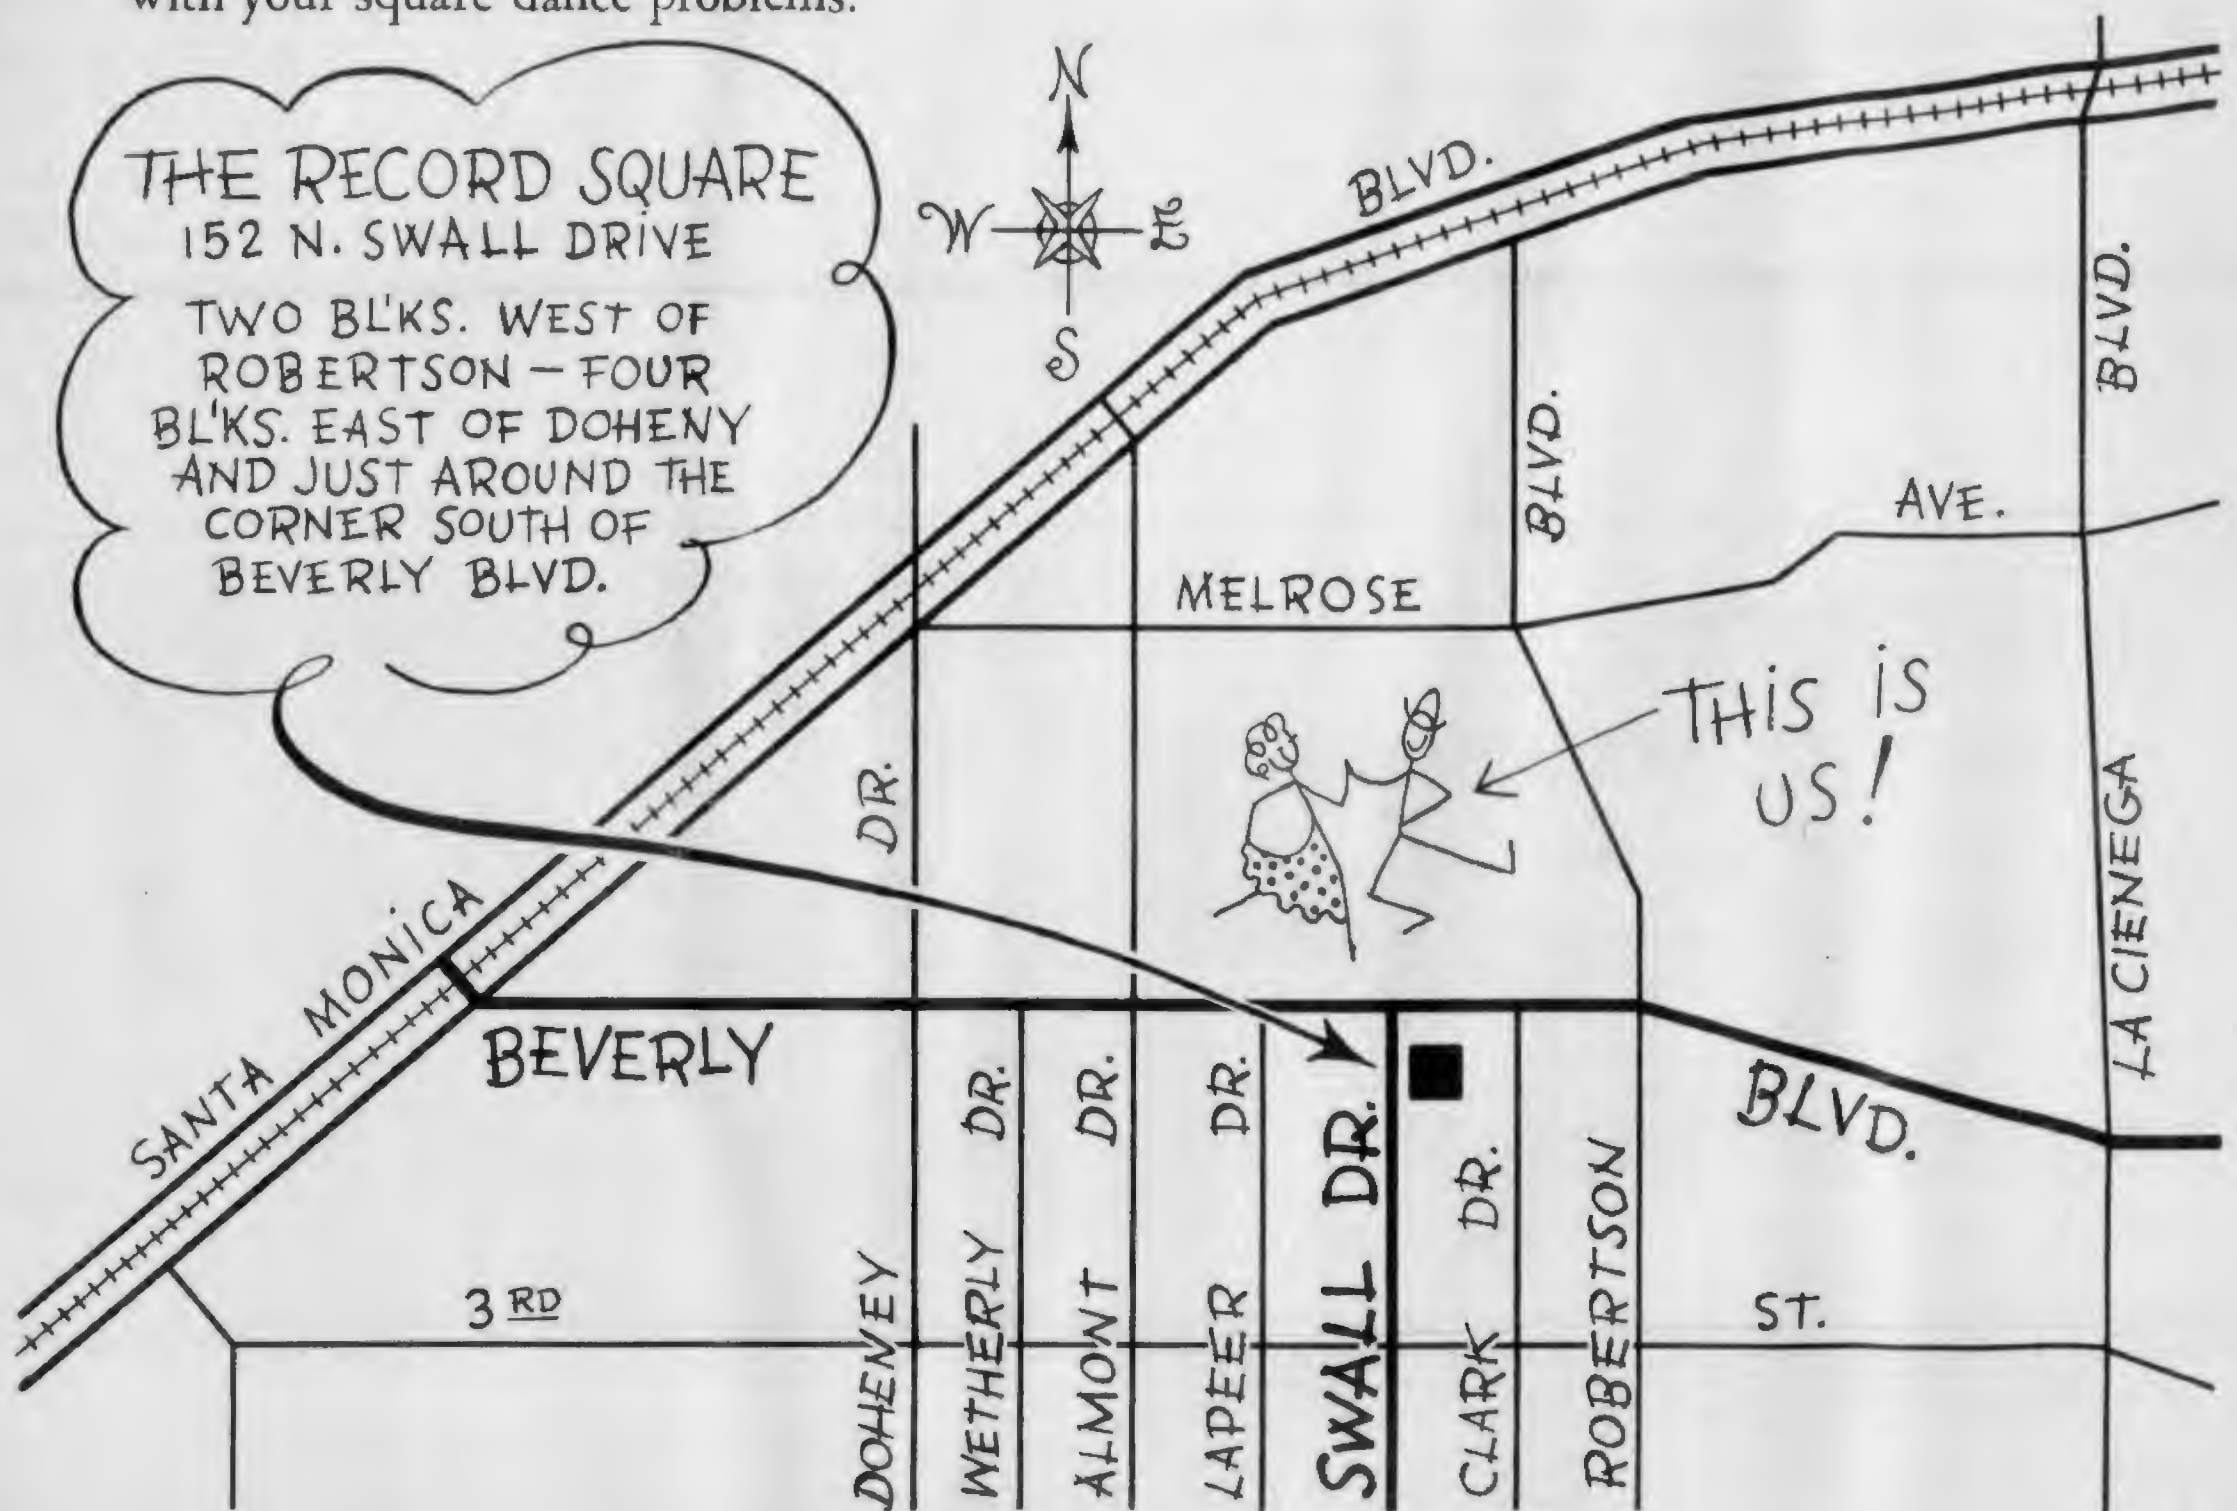 with your square dance problems.
THE RECORD SQUARE
152 N. SWALL DRIVE
TWO BL'KS. WEST OF
ROBERTSON – FOUR
BL'KS. EAST OF DOHENY
AND JUST AROUND THE
CORNER SOUTH OF
BEVERLY BLVD.
N
W
E
S
BLVD.
BLVD.
BLVD.
AVE.
MELROSE
THIS IS
US!
DR.
LA CIENEGA
SANTA MONICA
BEVERLY
BLVD.
DOHENEY
WETHERLY DR.
ALMONT DR.
LAPEER DR.
SWALL DR.
CLARK DR.
ROBERTSON
3RD
ST.